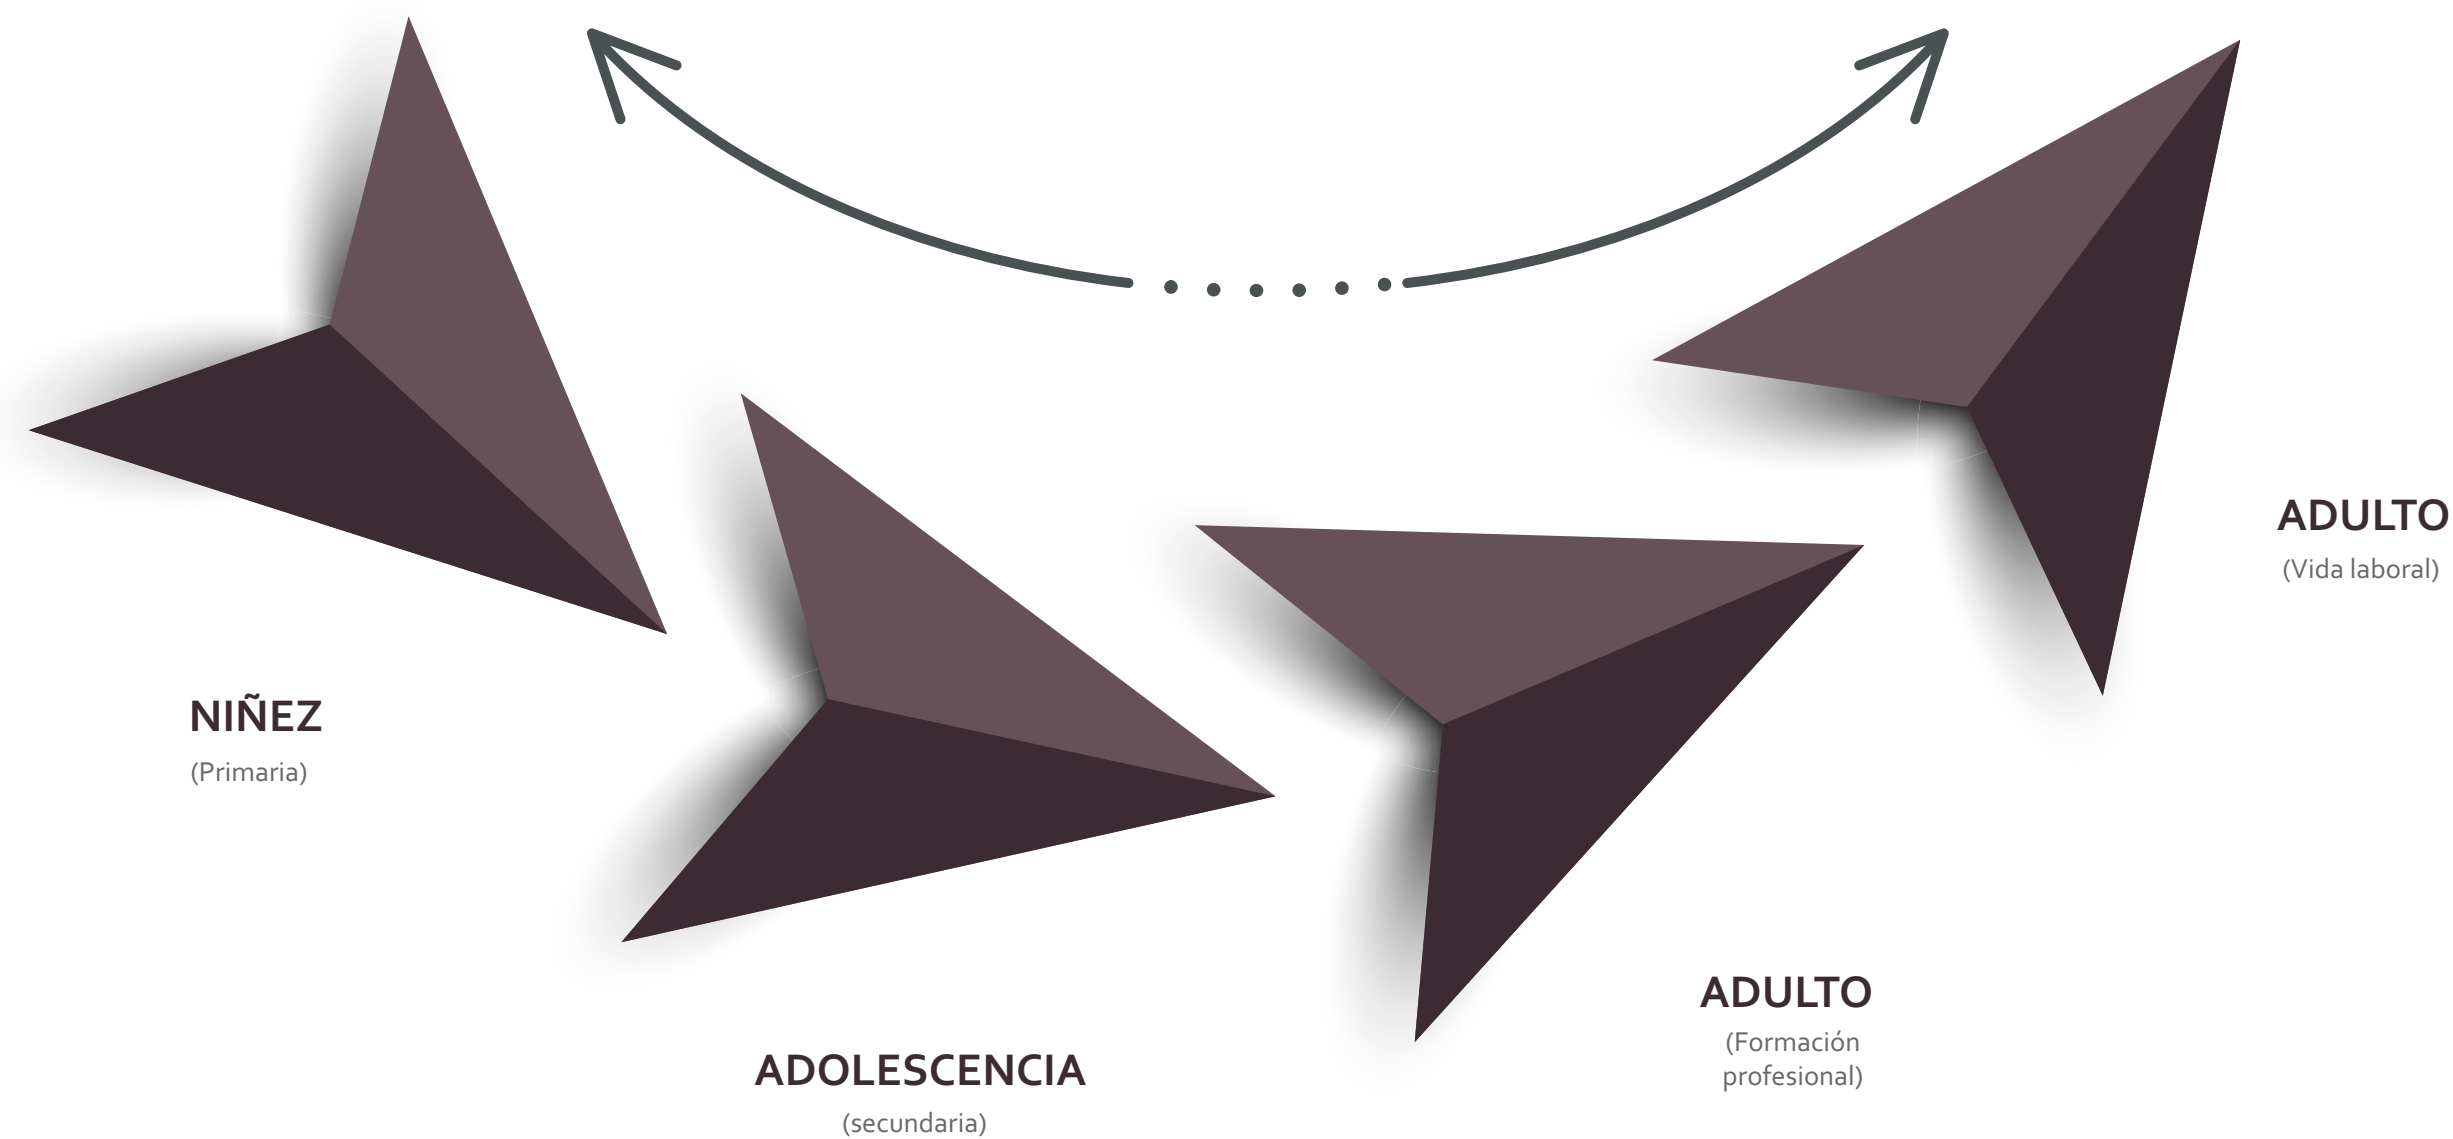 NIÑEZ
(Primaria)
ADOLESCENCIA
(secundaria)
ADULTO
(Formación
profesional)
ADULTO
(Vida laboral)